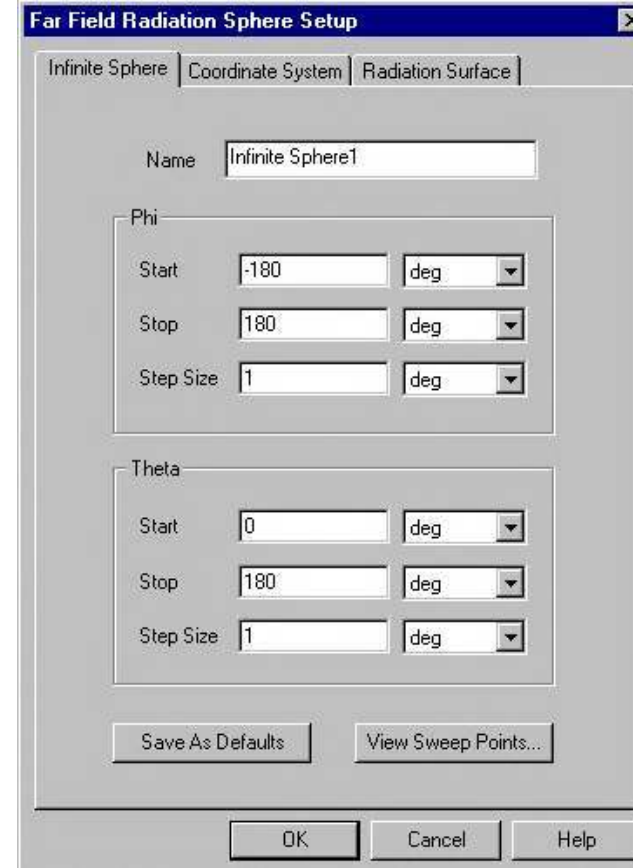 Far Field Radiation Sphere Setup
Infinite Sphere Coordinate System Radiation Surface
Name Infinite Sphere1
Phi
Start -180 deg
Stop 180 deg
Step Size 1 deg
Theta
Start 0 deg
Stop 180 deg
Step Size 1 deg
Save As Defaults View Sweep Points...
OK Cancel Help